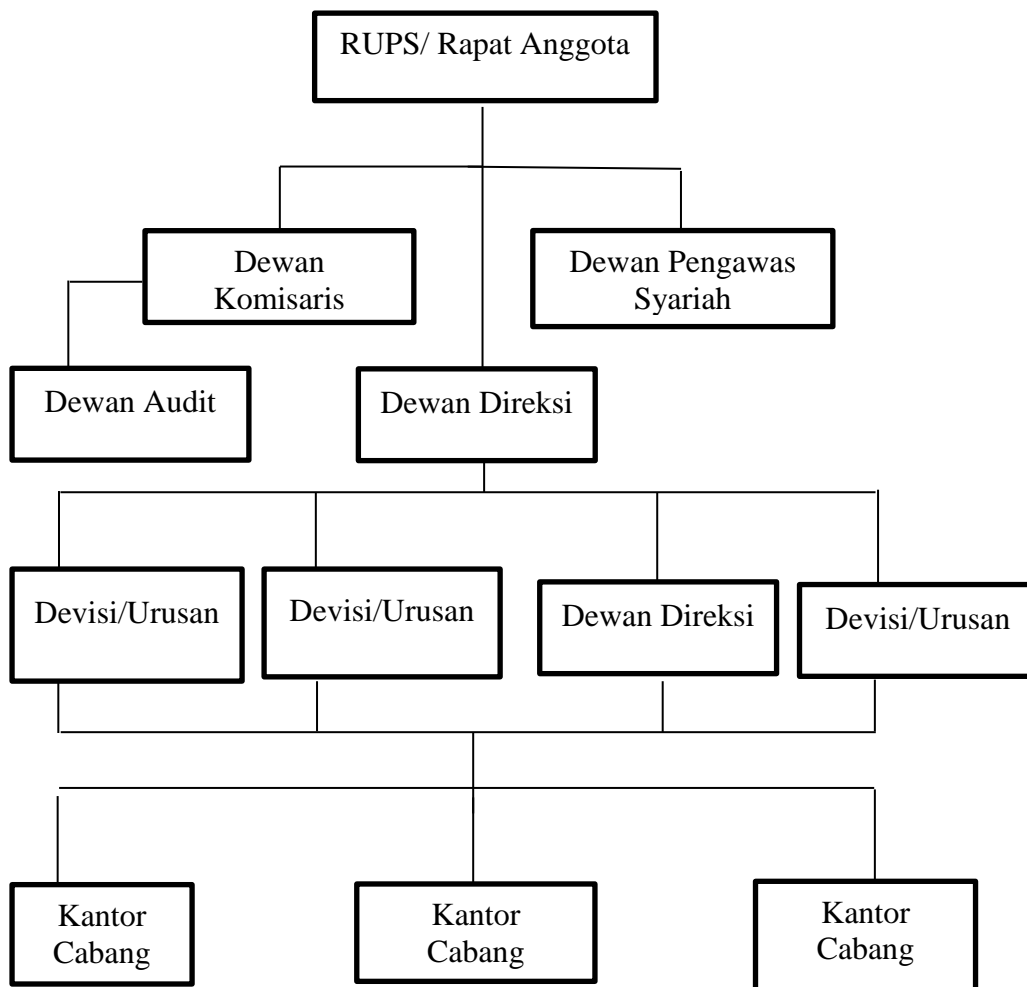 RUPS/ Rapat Anggota
Dewan
Komisaris
Dewan Pengawas
Syariah
Dewan Audit
Dewan Direksi
Devisi/Urusan
Devisi/Urusan
Dewan Direksi
Devisi/Urusan
Kantor
Cabang
Kantor
Cabang
Kantor
Cabang